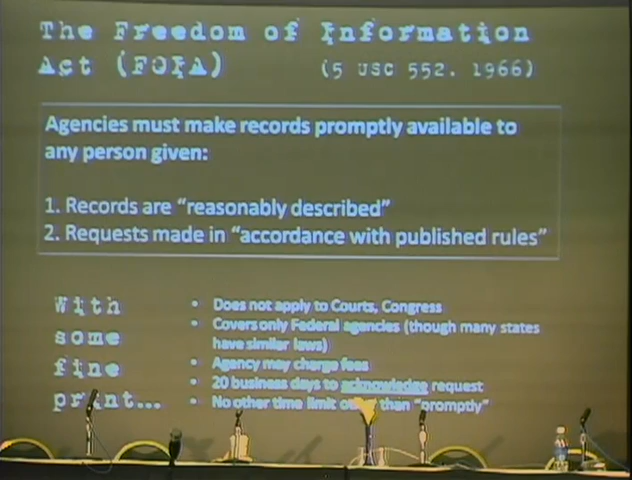 The Freedom of Information
Act (FOIA) (5 USC 552. 1966)
Agencies must make records promptly available to
any person given:
1. Records are “reasonably described”
2. Requests made in “accordance with published rules”
With
some
fine
print...
• Does not apply to Courts, Congress
• Covers only Federal agencies (though many states
have similar laws)
• Agency may charge fees
• 20 business days to acknowledge request
• No other time limit other than “promptly”